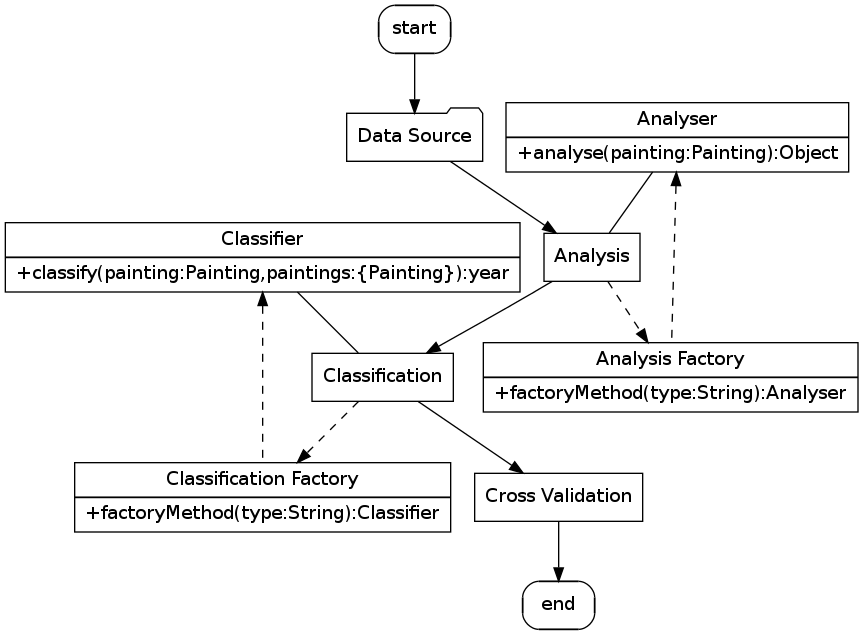 start
Data Source
Analyser
+analyse(painting:Painting):Object
Classifier
+classify(painting:Painting,paintings:{Painting}):year
Analysis
Analysis Factory
+factoryMethod(type:String):Analyser
Classification
Classification Factory
+factoryMethod(type:String):Classifier
Cross Validation
end